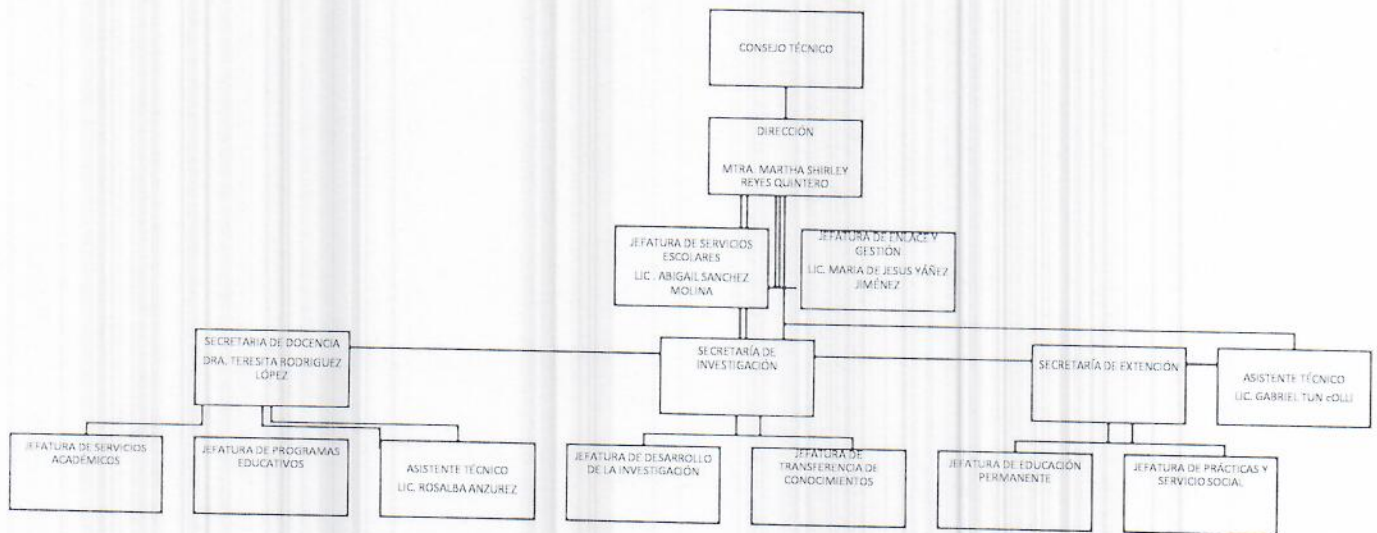 CONSEJO TÉCNICO
DIRECCIÓN
MTRA. MARTHA SHIRLEY
REYES QUINTERO
JEFATURA DE SERVICIOS
ESCOLARES
LIC . ABIGAIL SANCHEZ
MOLINA
JEFATURA DE ENLACE Y
GESTIÓN
LIC. MARIA DE JESUS YÁÑEZ
JIMÉNEZ
SECRETARIA DE DOCENCIA
DRA. TERESITA RODRIGUEZ
LÓPEZ
SECRETARÍA DE
INVESTIGACIÓN
SECRETARÍA DE EXTENCIÓN
ASISTENTE TÉCNICO
LIC. GABRIEL TUN cOLLI
JEFATURA DE SERVICIOS
ACADÉMICOS
JEFATURA DE PROGRAMAS
EDUCATIVOS
ASISTENTE TÉCNICO
LIC. ROSALBA ANZUREZ
JEFATURA DE DESARROLLO
DE LA INVESTIGACIÓN
JEFATURA DE
TRANSFERENCIA DE
CONOCIMIENTOS
JEFATURA DE EDUCACIÓN
PERMANENTE
JEFATURA DE PRÁCTICAS Y
SERVICIO SOCIAL